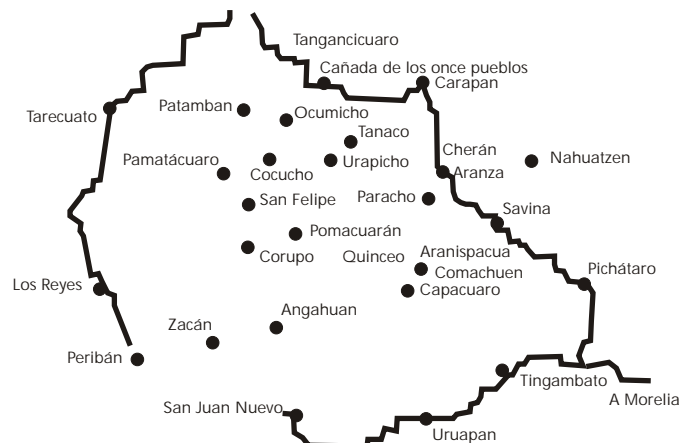 Tangancicuaro
Cañada de los once pueblos
Carapan
Patamban
Ocumicho
Tarecuato
Tanaco
Cherán
Pamatácuaro
Cocucho
Urapicho
Nahuatzen
Aranza
San Felipe
Paracho
Savina
Pomacuarán
Corupo
Quinceo
Aranispacua
Pichátaro
Comachuen
Los Reyes
Capacuaro
Angahuan
Zacán
Peribán
Tingambato
A Morelia
San Juan Nuevo
Uruapan